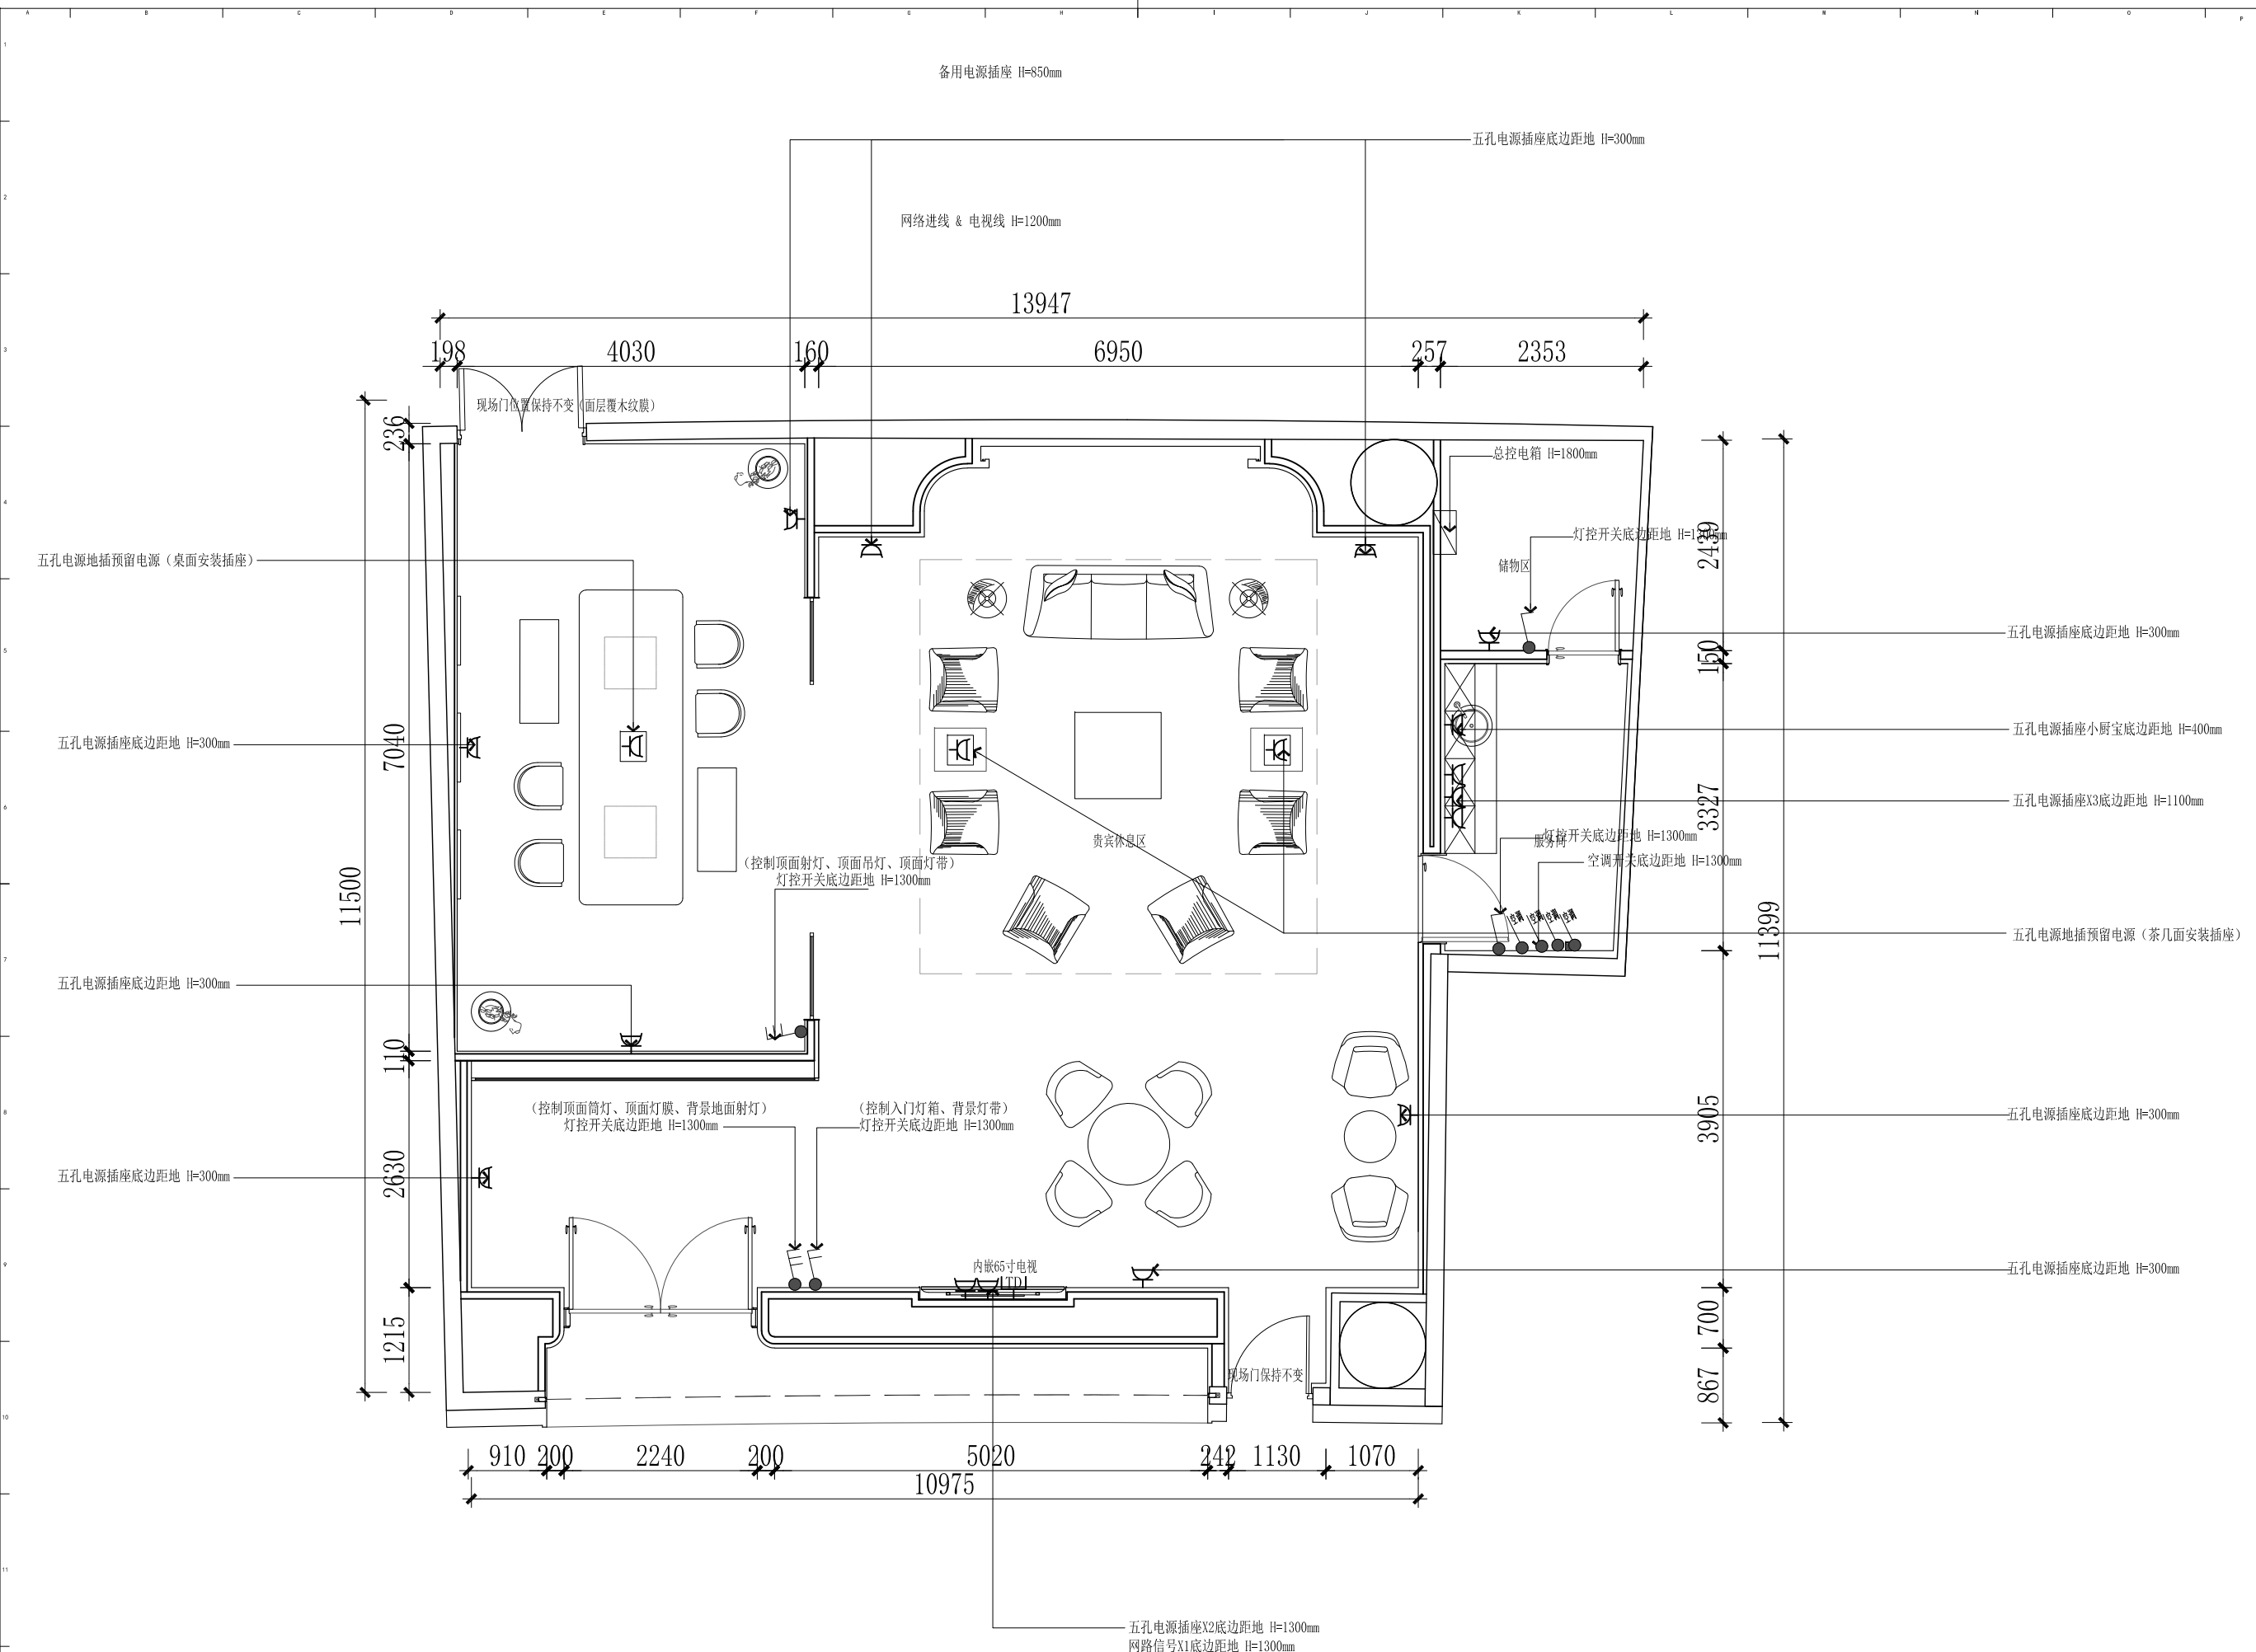 A B C D E F G H I J K L M N O P
1
备用电源插座 H=850mm
五孔电源插座底边距地 H=300mm
2
网络进线 & 电视线 H=1200mm
13947
3
198 4030 160 6950 257 2353
现场门位置保持不变（面层覆木纹膜）
236
总控电箱 H=1800mm
4
灯控开关底边距地 H=1300mm
2439
五孔电源地插预留电源（桌面安装插座）
储物区
五孔电源插座底边距地 H=300mm
5
150
五孔电源插座小厨宝底边距地 H=400mm
五孔电源插座底边距地 H=300mm
7040
五孔电源插座X3底边距地 H=1100mm
6
3327
灯控开关底边距地 H=1300mm
贵宾休息区
服务间
（控制顶面射灯、顶面吊灯、顶面灯带）
空调开关底边距地 H=1300mm
灯控开关底边距地 H=1300mm
11500
11399
五孔电源地插预留电源（茶几面安装插座）
7
五孔电源插座底边距地 H=300mm
110
（控制顶面筒灯、顶面灯膜、背景地面射灯）
灯控开关底边距地 H=1300mm
（控制入门灯箱、背景灯带）
灯控开关底边距地 H=1300mm
8
3905
五孔电源插座底边距地 H=300mm
五孔电源插座底边距地 H=300mm
2630
9
内嵌65寸电视
TD
五孔电源插座底边距地 H=300mm
1215
700
现场门保持不变
867
10
910 200 2240 200 5020 242 1130 1070
10975
11
五孔电源插座X2底边距地 H=1300mm
网路信号X1底边距地 H=1300mm